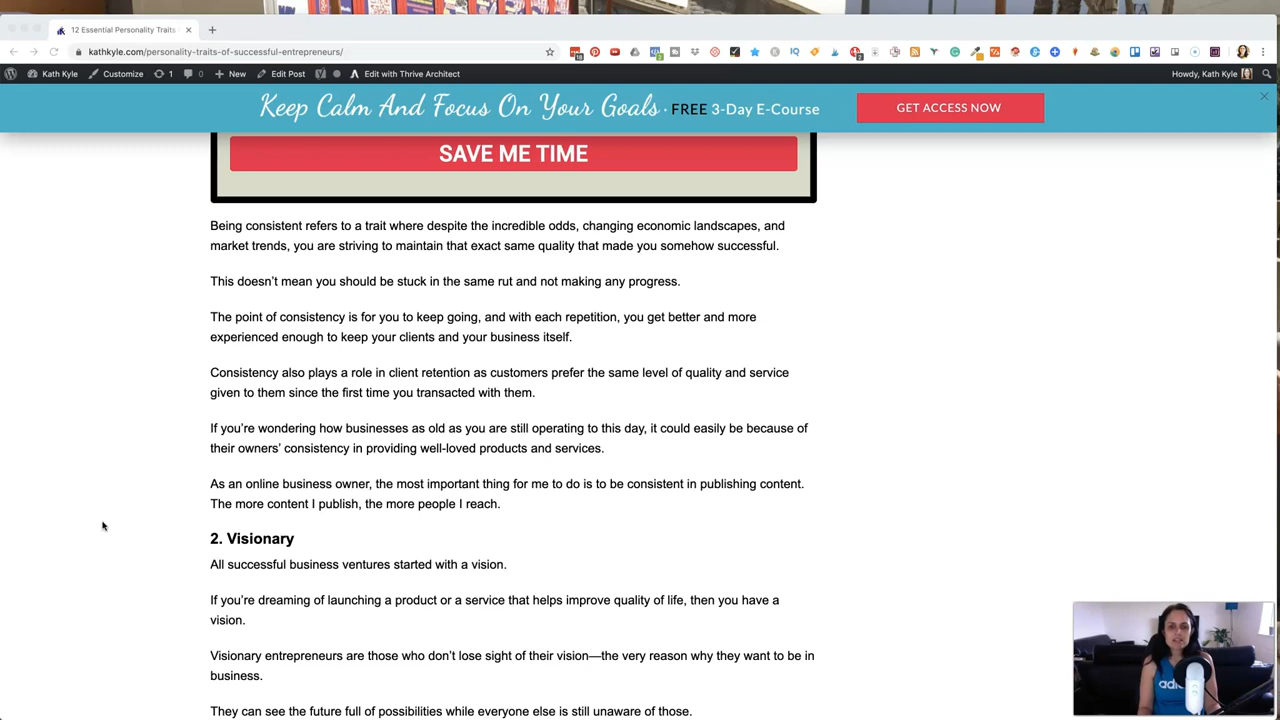 12 Essential Personality Traits
kathkyle.com/personality-traits-of-successful-entrepreneurs/
Kath Kyle Customize 1 0 New Edit Post Edit with Thrive Architect Howdy, Kath Kyle
Keep Calm And Focus On Your Goals · FREE 3-Day E-Course GET ACCESS NOW
SAVE ME TIME
Being consistent refers to a trait where despite the incredible odds, changing economic landscapes, and
market trends, you are striving to maintain that exact same quality that made you somehow successful.
This doesn’t mean you should be stuck in the same rut and not making any progress.
The point of consistency is for you to keep going, and with each repetition, you get better and more
experienced enough to keep your clients and your business itself.
Consistency also plays a role in client retention as customers prefer the same level of quality and service
given to them since the first time you transacted with them.
If you’re wondering how businesses as old as you are still operating to this day, it could easily be because of
their owners’ consistency in providing well-loved products and services.
As an online business owner, the most important thing for me to do is to be consistent in publishing content.
The more content I publish, the more people I reach.
2. Visionary
All successful business ventures started with a vision.
If you’re dreaming of launching a product or a service that helps improve quality of life, then you have a
vision.
Visionary entrepreneurs are those who don’t lose sight of their vision—the very reason why they want to be in
business.
They can see the future full of possibilities while everyone else is still unaware of those.